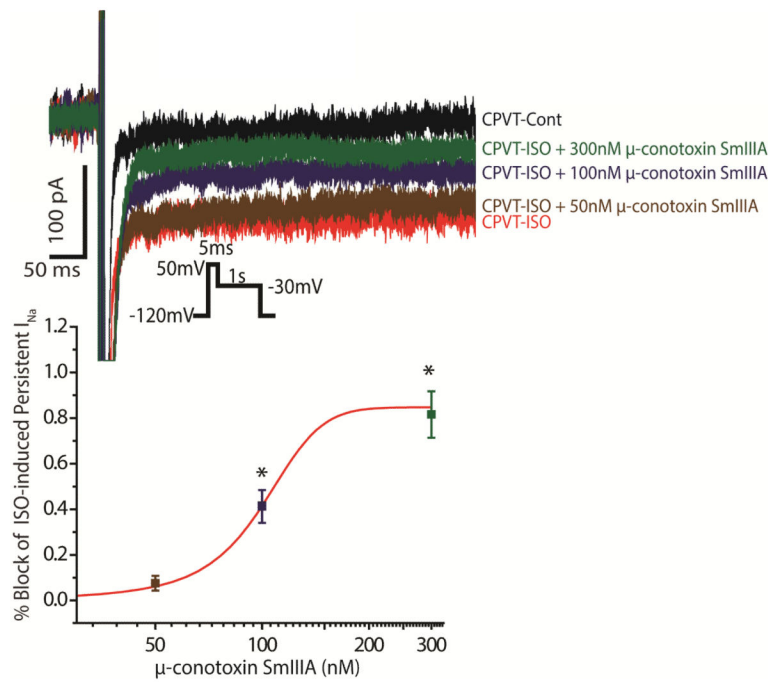 CPVT-Cont
CPVT-ISO + 300nM μ-conotoxin SmIIIA
CPVT-ISO + 100nM μ-conotoxin SmIIIA
CPVT-ISO + 50nM μ-conotoxin SmIIIA
CPVT-ISO
100 pA
50 ms
5ms
50mV
1s
-30mV
-120mV
% Block of ISO-induced Persistent INa
1.2
1.0
0.8
0.6
0.4
0.2
0.0
*
*
50
100
200
300
μ-conotoxin SmIIIA (nM)